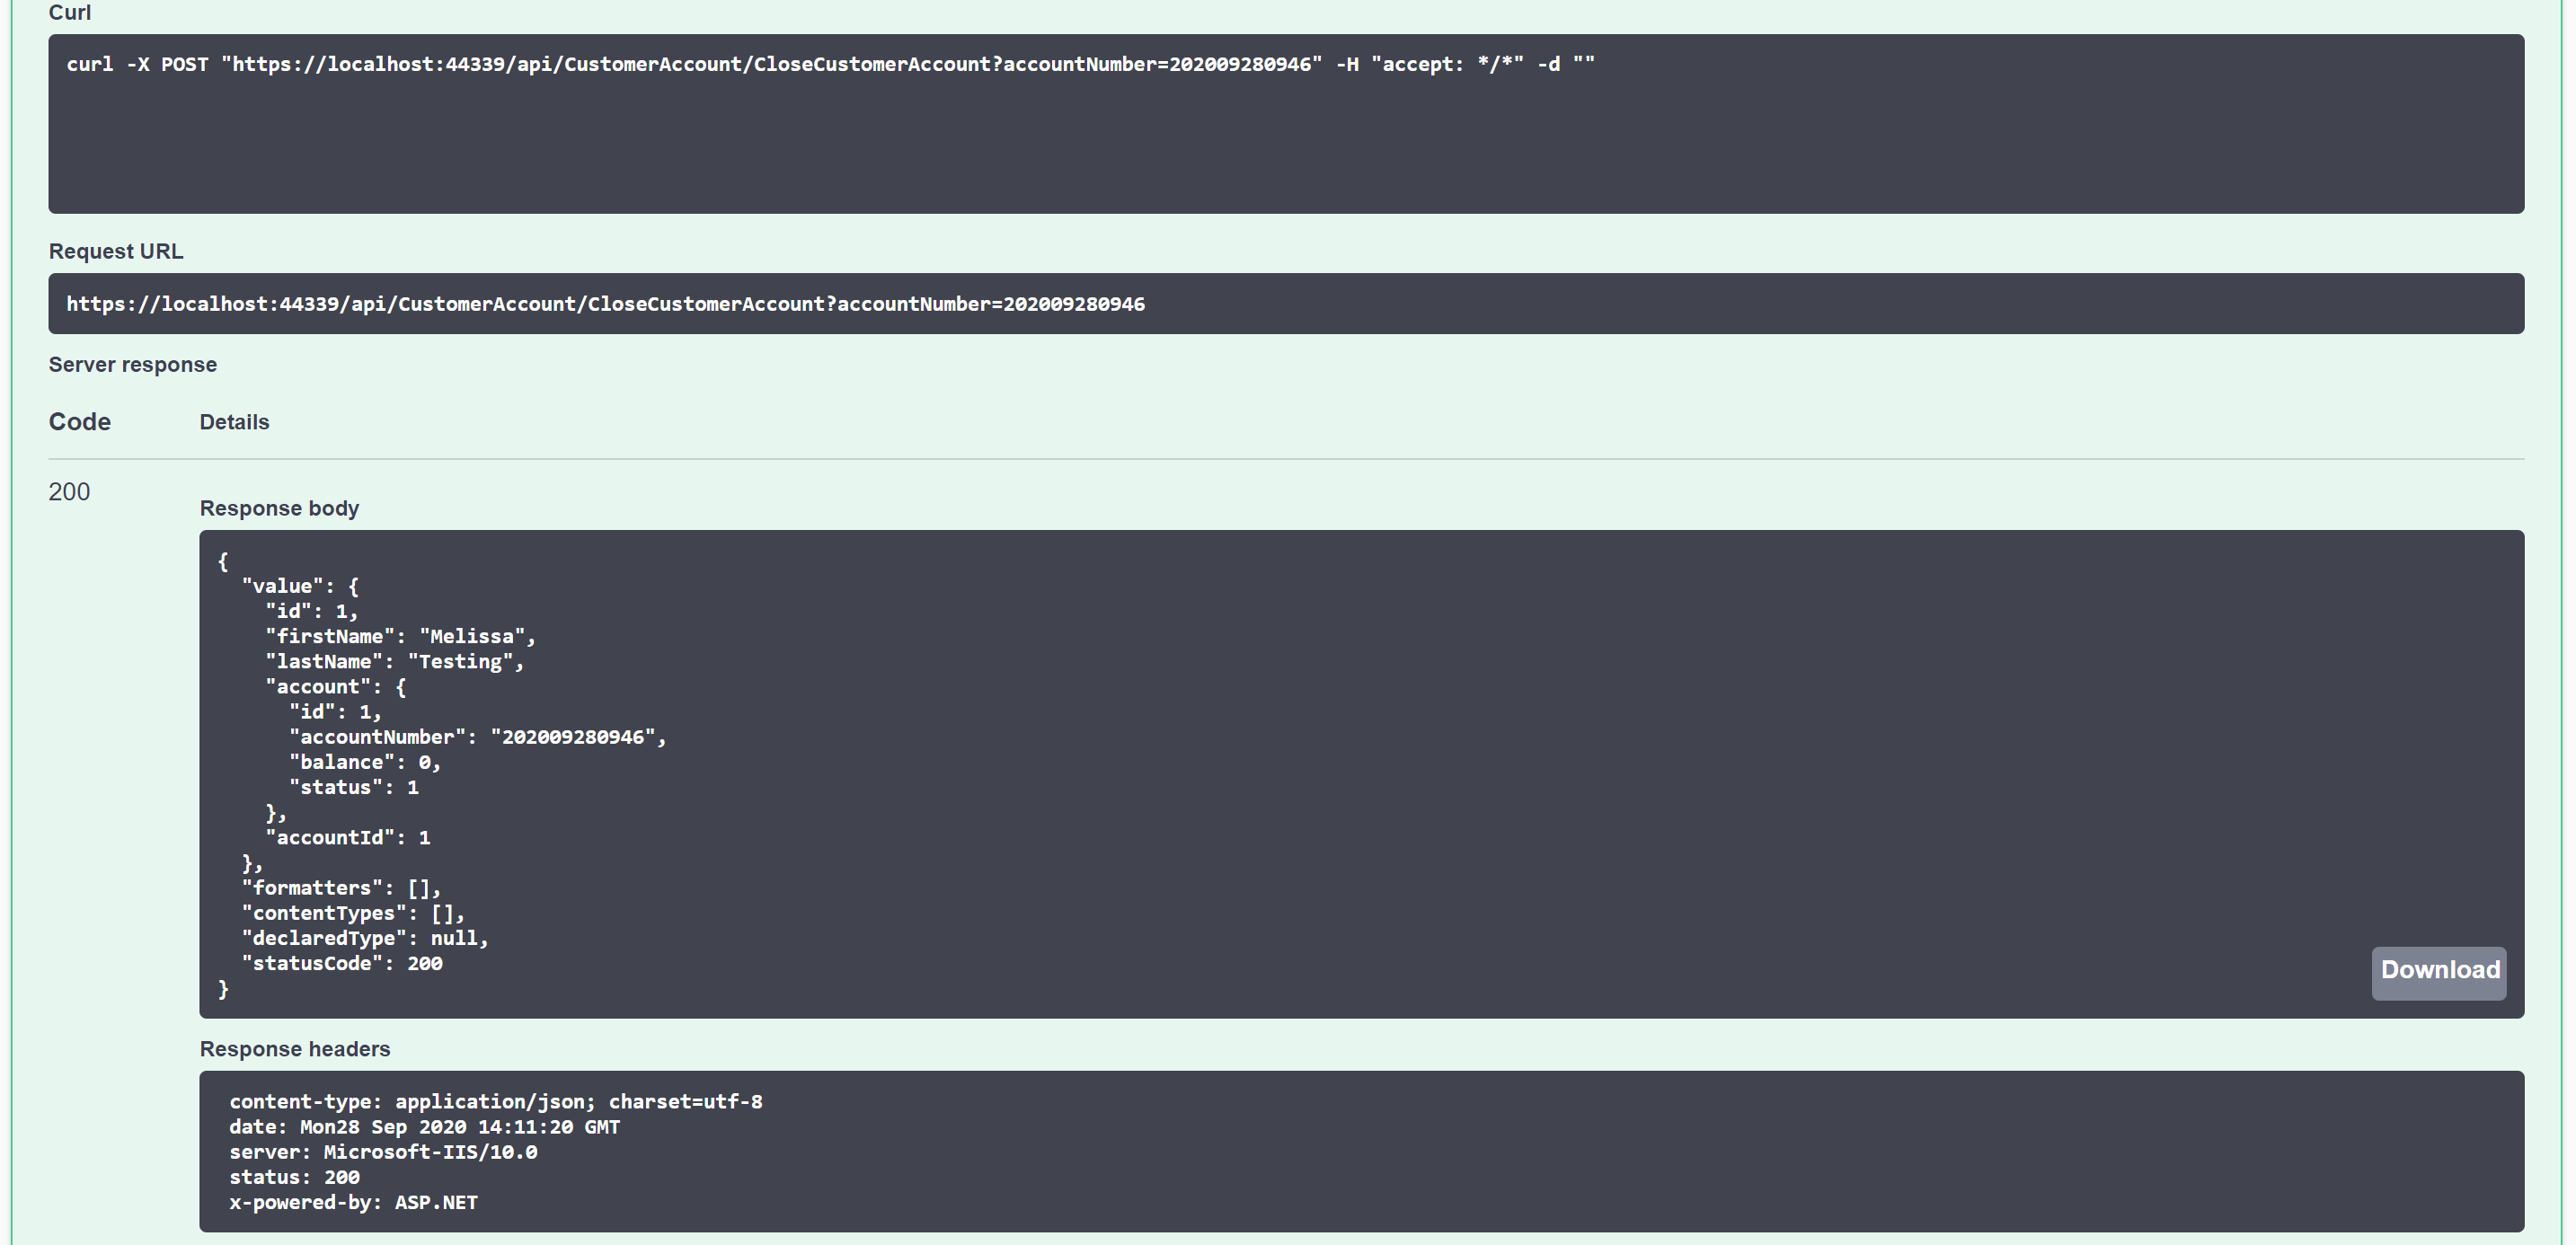 Curl
curl -X POST "https://localhost:44339/api/CustomerAccount/CloseCustomerAccount?accountNumber=202009280946" -H "accept: */*" -d ""
Request URL
https://localhost:44339/api/CustomerAccount/CloseCustomerAccount?accountNumber=202009280946
Server response
Code Details
200
Response body
{
  "value": {
    "id": 1,
    "firstName": "Melissa",
    "lastName": "Testing",
    "account": {
      "id": 1,
      "accountNumber": "202009280946",
      "balance": 0,
      "status": 1
    },
    "accountId": 1
  },
  "formatters": [],
  "contentTypes": [],
  "declaredType": null,
  "statusCode": 200
}
Download
Response headers
content-type: application/json; charset=utf-8
date: Mon28 Sep 2020 14:11:20 GMT
server: Microsoft-IIS/10.0
status: 200
x-powered-by: ASP.NET